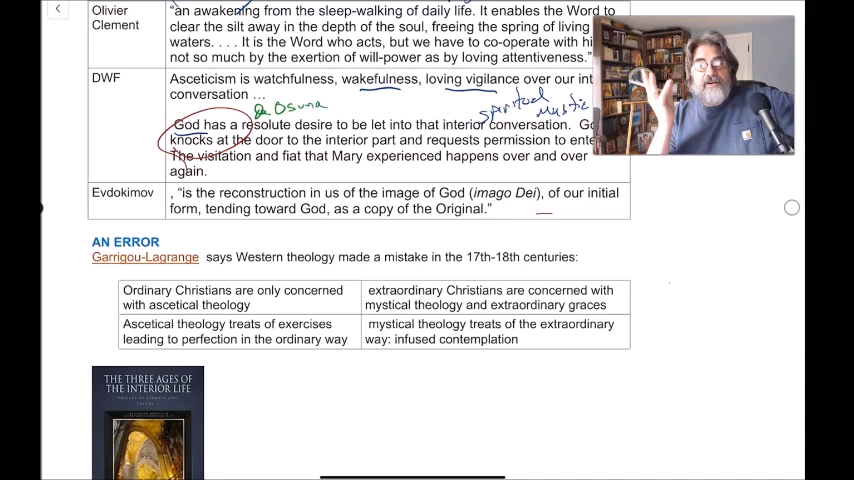 Olivier
Clement
"an awakening from the sleep-walking of daily life. It enables the Word to
clear the silt away in the depth of the soul, freeing the spring of living
waters. . . . It is the Word who acts, but we have to co-operate with hi
not so much by the exertion of will-power as by loving attentiveness."
DWF
Asceticism is watchfulness, wakefulness, loving vigilance over our int
conversation ...
Osuna
spiritual
God has a resolute desire to be let into that interior conversation. Go
knocks at the door to the interior part and requests permission to ente
The visitation and fiat that Mary experienced happens over and over
again.
Evdokimov
, "is the reconstruction in us of the image of God (imago Dei), of our initial
form, tending toward God, as a copy of the Original."
AN ERROR
Garrigou-Lagrange says Western theology made a mistake in the 17th-18th centuries:
Ordinary Christians are only concerned
with ascetical theology
extraordinary Christians are concerned with
mystical theology and extraordinary graces
Ascetical theology treats of exercises
leading to perfection in the ordinary way
mystical theology treats of the extraordinary
way: infused contemplation
THE THREE AGES OF
THE INTERIOR LIFE